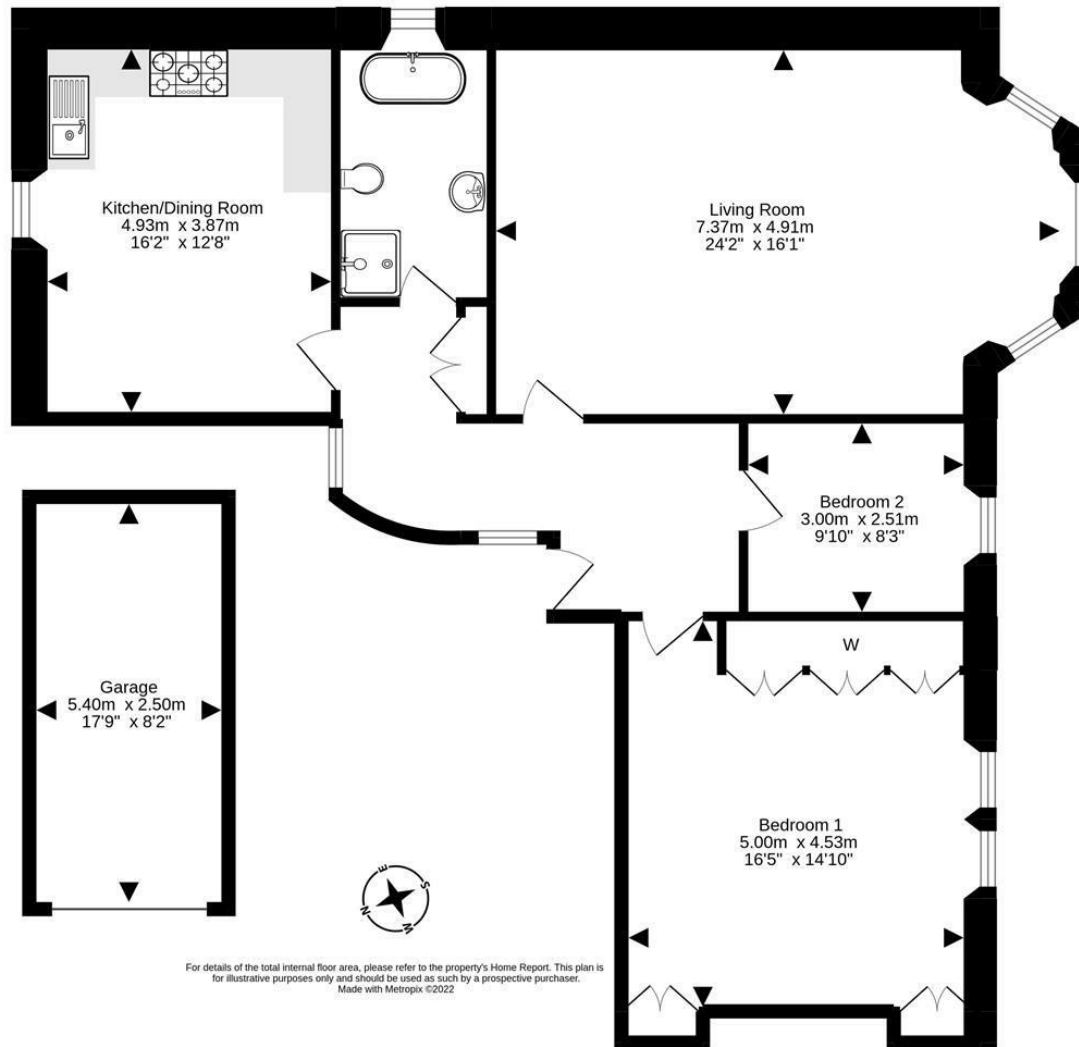 Kitchen/Dining Room
4.93m x 3.87m
16'2" x 12'8"
Living Room
7.37m x 4.91m
24'2" x 16'1"
Bedroom 2
3.00m x 2.51m
9'10" x 8'3"
W
Garage
5.40m x 2.50m
17'9" x 8'2"
Bedroom 1
5.00m x 4.53m
16'5" x 14'10"
E
S
N
W
For details of the total internal floor area, please refer to the property's Home Report. This plan is
for illustrative purposes only and should be used as such by a prospective purchaser.
Made with Metropix ©2022